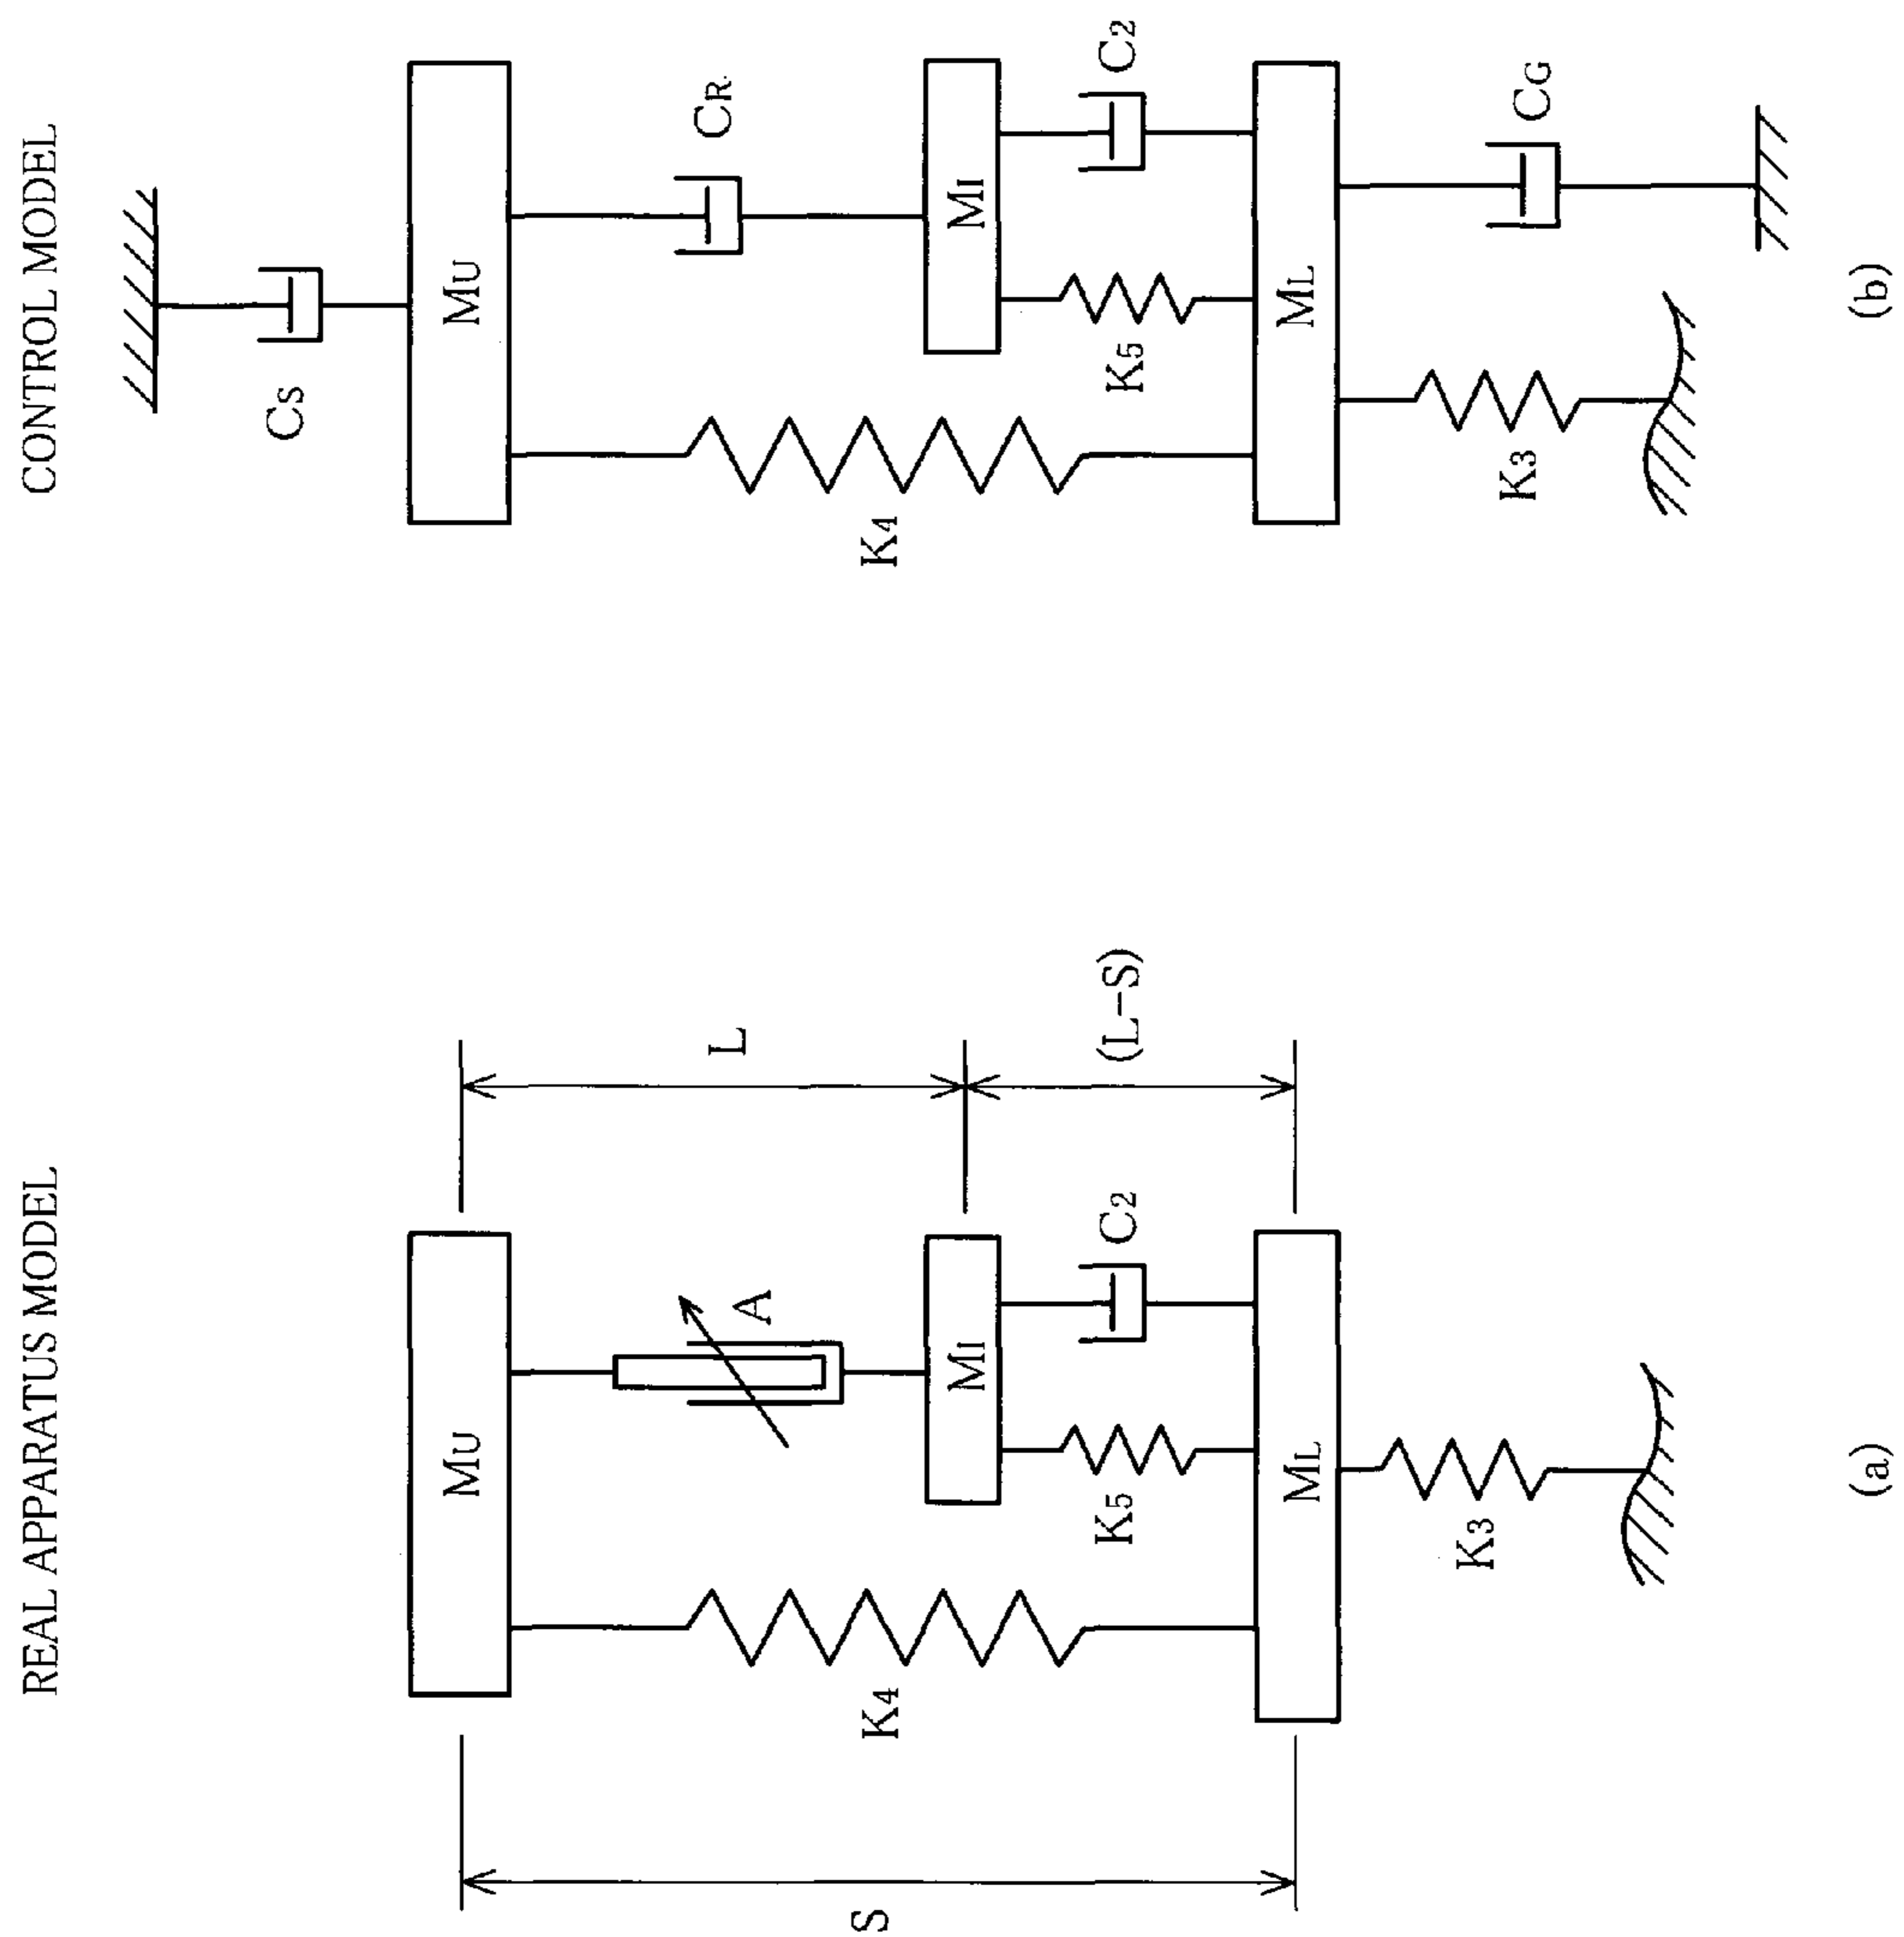 REAL APPARATUS MODEL
S
K4
MU
A
L
MI
K5
C2
(L-S)
ML
K3
(a)
CONTROL MODEL
CS
MU
K4
CR
MI
K5
C2
ML
K3
CG
(b)